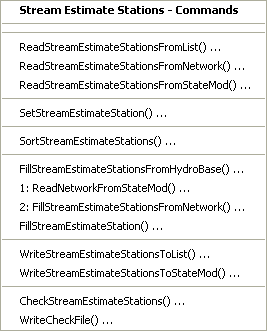 Stream Estimate Stations - Commands
ReadStreamEstimateStationsFromList() ...
ReadStreamEstimateStationsFromNetwork() ...
ReadStreamEstimateStationsFromStateMod() ...
SetStreamEstimateStation() ...
SortStreamEstimateStations() ...
FillStreamEstimateStationsFromHydroBase() ...
1: ReadNetworkFromStateMod() ...
2: FillStreamEstimateStationsFromNetwork() ...
FillStreamEstimateStation() ...
WriteStreamEstimateStationsToList() ...
WriteStreamEstimateStationsToStateMod() ...
CheckStreamEstimateStations() ...
WriteCheckFile() ...